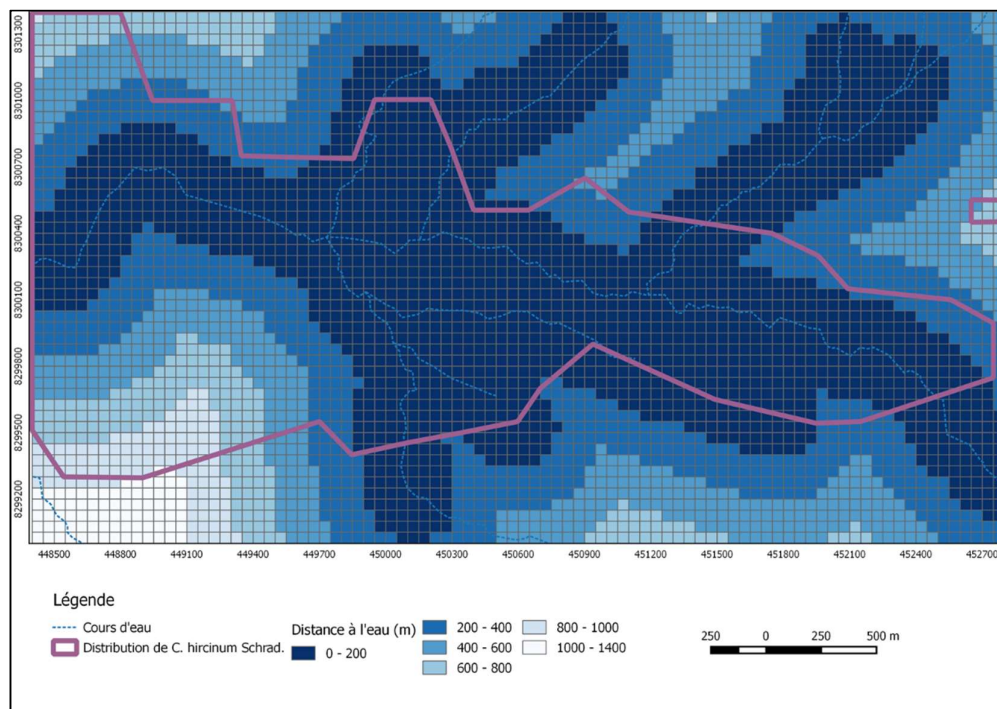 8301300
8301000
8300700
8300400
8300100
8299800
8299500
8299200
448500 448800 449100 449400 449700 450000 450300 450600 450900 451200 451500 451800 452100 452400 452700
Légende
Cours d'eau
Distribution de C. hircinum Schrad.
Distance à l'eau (m)
0 - 200
200 - 400
400 - 600
600 - 800
800 - 1000
1000 - 1400
250 0 250 500 m